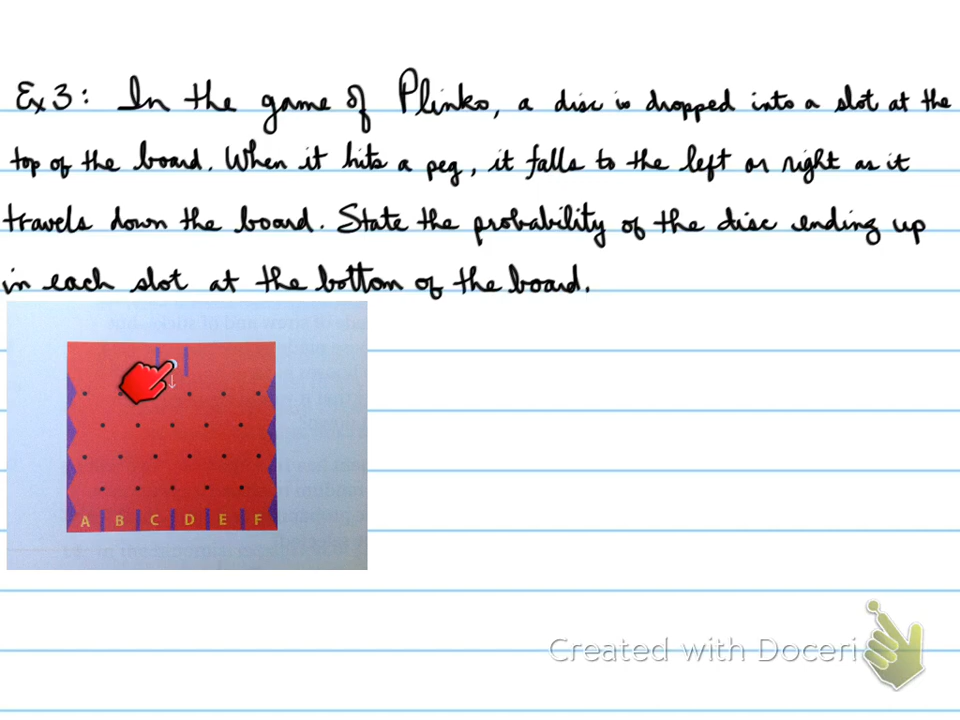 Ex 3: In the game of Plinko, a disc is dropped into a slot at the
top of the board. When it hits a peg, it falls to the left or right as it
travels down the board. State the probability of the disc ending up
in each slot at the bottom of the board.
A B C D E F
Created with Doceri